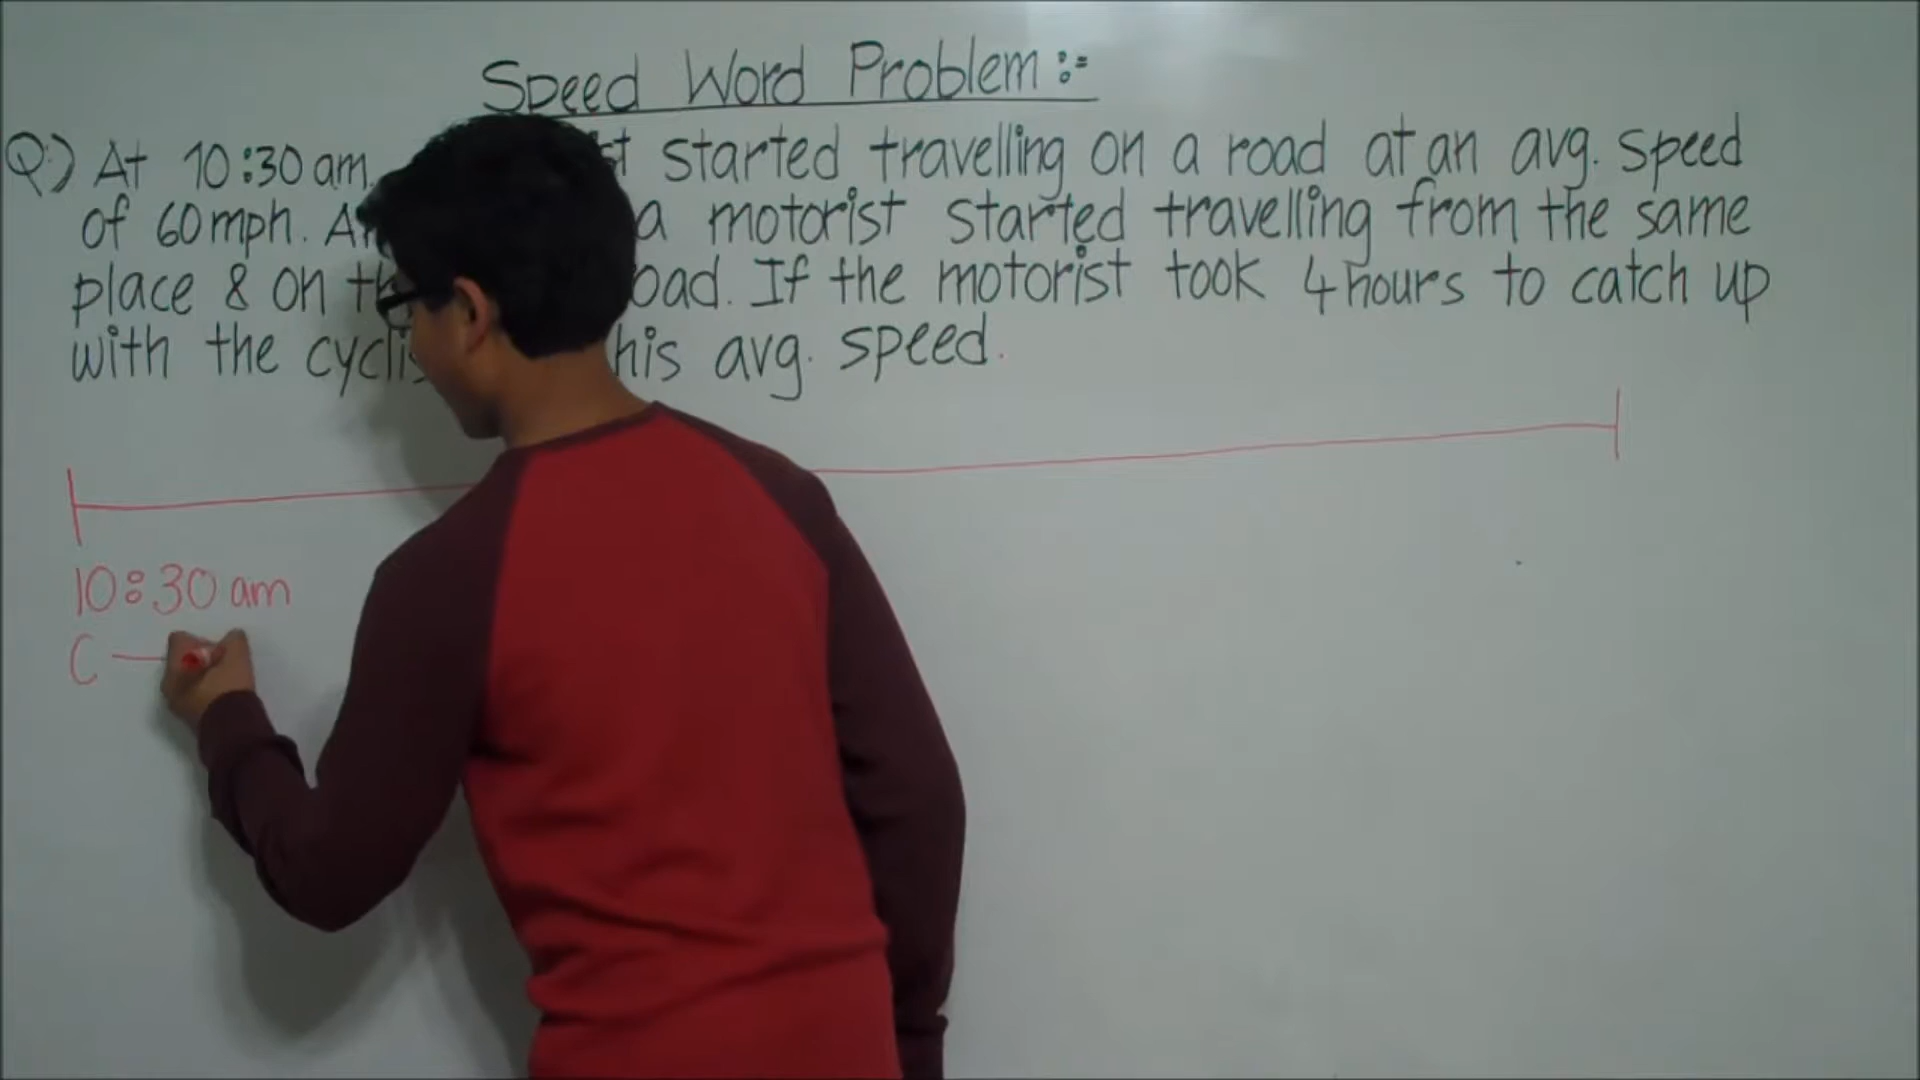 Speed Word Problem :=
Q) At 10:30 am started travelling on a road at an avg. speed
of 60 mph. a motorist started travelling from the same
place & on road. If the motorist took 4 hours to catch up
with the his avg. speed.
10:30 am
C —